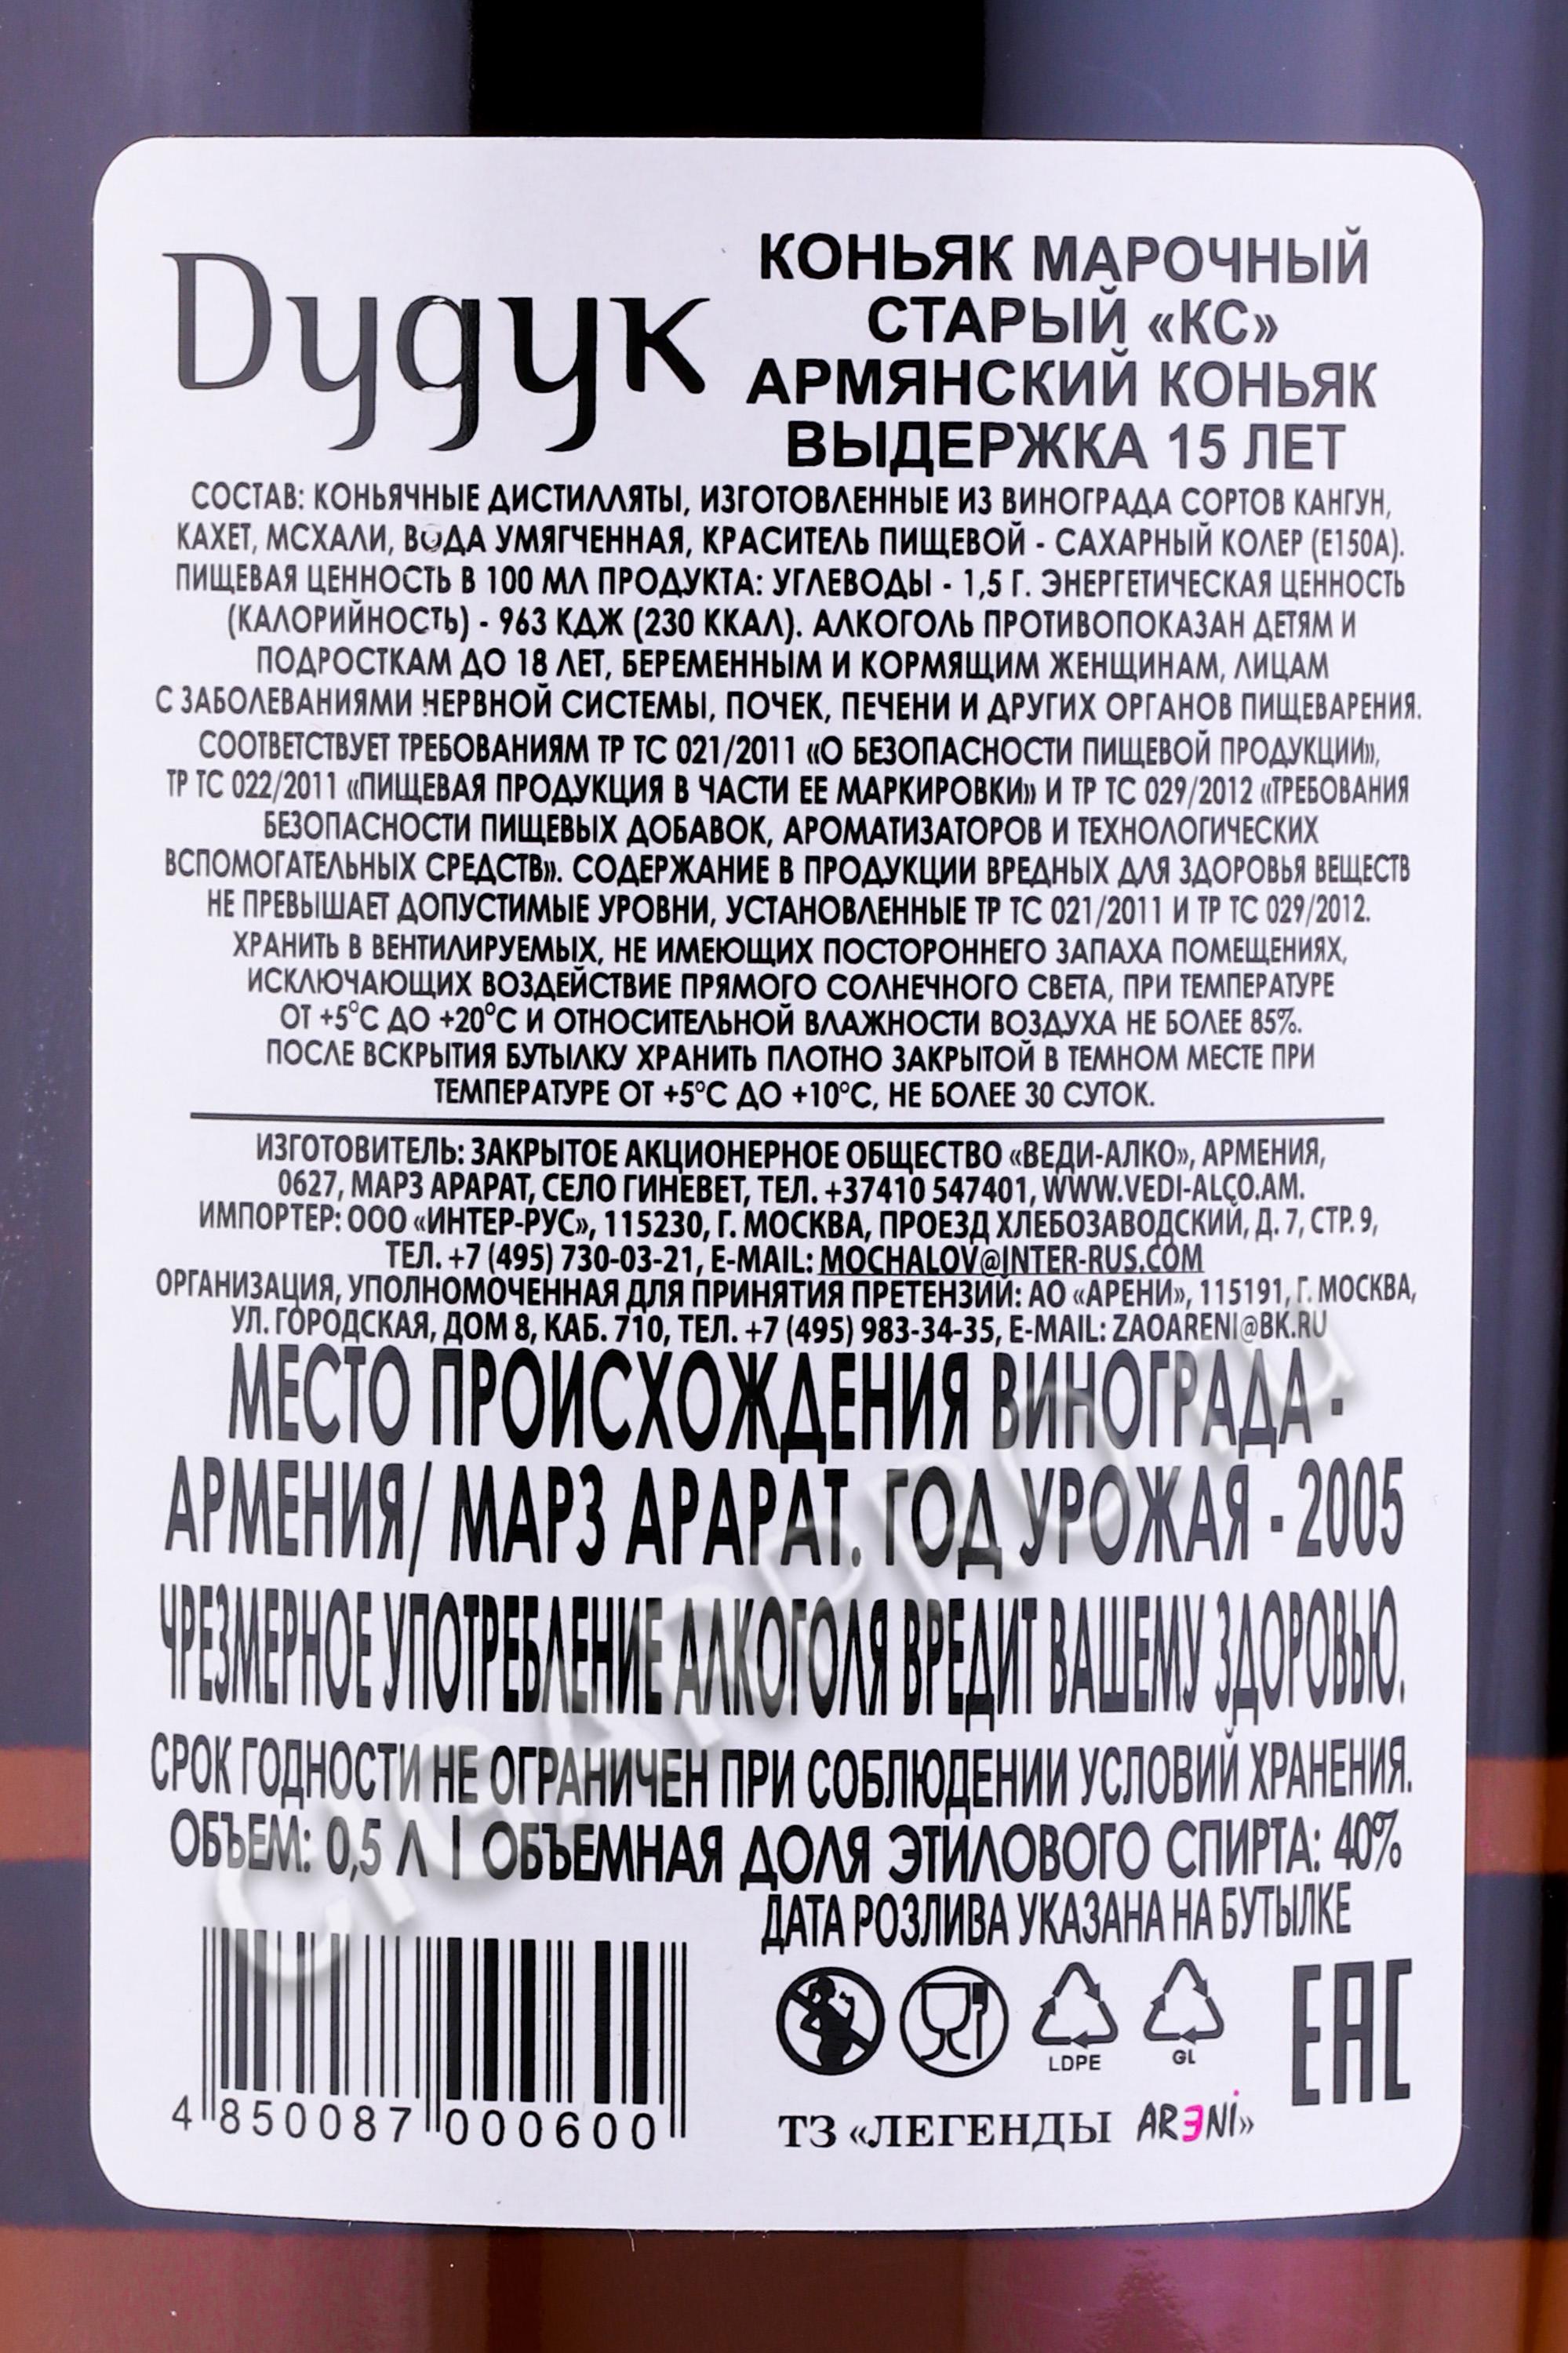 Дудук
КОНЬЯК МАРОЧНЫЙ
СТАРЫЙ «КС»
АРМЯНСКИЙ КОНЬЯК
ВЫДЕРЖКА 15 ЛЕТ
СОСТАВ: КОНЬЯЧНЫЕ ДИСТИЛЛЯТЫ, ИЗГОТОВЛЕННЫЕ ИЗ ВИНОГРАДА СОРТОВ КАНГУН,
КАХЕТ, МСХАЛИ, ВОДА УМЯГЧЕННАЯ, КРАСИТЕЛЬ ПИЩЕВОЙ - САХАРНЫЙ КОЛЕР (Е150А).
ПИЩЕВАЯ ЦЕННОСТЬ В 100 МЛ ПРОДУКТА: УГЛЕВОДЫ - 1,5 Г. ЭНЕРГЕТИЧЕСКАЯ ЦЕННОСТЬ
(КАЛОРИЙНОСТЬ) - 963 КДЖ (230 ККАЛ). АЛКОГОЛЬ ПРОТИВОПОКАЗАН ДЕТЯМ И
ПОДРОСТКАМ ДО 18 ЛЕТ, БЕРЕМЕННЫМ И КОРМЯЩИМ ЖЕНЩИНАМ, ЛИЦАМ
С ЗАБОЛЕВАНИЯМИ НЕРВНОЙ СИСТЕМЫ, ПОЧЕК, ПЕЧЕНИ И ДРУГИХ ОРГАНОВ ПИЩЕВАРЕНИЯ.
СООТВЕТСТВУЕТ ТРЕБОВАНИЯМ ТР ТС 021/2011 «О БЕЗОПАСНОСТИ ПИЩЕВОЙ ПРОДУКЦИИ»,
ТР ТС 022/2011 «ПИЩЕВАЯ ПРОДУКЦИЯ В ЧАСТИ ЕЕ МАРКИРОВКИ» И ТР ТС 029/2012 «ТРЕБОВАНИЯ
БЕЗОПАСНОСТИ ПИЩЕВЫХ ДОБАВОК, АРОМАТИЗАТОРОВ И ТЕХНОЛОГИЧЕСКИХ
ВСПОМОГАТЕЛЬНЫХ СРЕДСТВ». СОДЕРЖАНИЕ В ПРОДУКЦИИ ВРЕДНЫХ ДЛЯ ЗДОРОВЬЯ ВЕЩЕСТВ
НЕ ПРЕВЫШАЕТ ДОПУСТИМЫЕ УРОВНИ, УСТАНОВЛЕННЫЕ ТР ТС 021/2011 И ТР ТС 029/2012.
ХРАНИТЬ В ВЕНТИЛИРУЕМЫХ, НЕ ИМЕЮЩИХ ПОСТОРОННЕГО ЗАПАХА ПОМЕЩЕНИЯХ,
ИСКЛЮЧАЮЩИХ ВОЗДЕЙСТВИЕ ПРЯМОГО СОЛНЕЧНОГО СВЕТА, ПРИ ТЕМПЕРАТУРЕ
ОТ +5°С ДО +20°С И ОТНОСИТЕЛЬНОЙ ВЛАЖНОСТИ ВОЗДУХА НЕ БОЛЕЕ 85%.
ПОСЛЕ ВСКРЫТИЯ БУТЫЛКУ ХРАНИТЬ ПЛОТНО ЗАКРЫТОЙ В ТЕМНОМ МЕСТЕ ПРИ
ТЕМПЕРАТУРЕ ОТ +5°С ДО +10°С, НЕ БОЛЕЕ 30 СУТОК.
ИЗГОТОВИТЕЛЬ: ЗАКРЫТОЕ АКЦИОНЕРНОЕ ОБЩЕСТВО «ВЕДИ-АЛКО», АРМЕНИЯ,
0627, МАРЗ АРАРАТ, СЕЛО ГИНЕВЕТ, ТЕЛ. +37410 547401, WWW.VEDI-ALCO.AM.
ИМПОРТЕР: ООО «ИНТЕР-РУС», 115230, Г. МОСКВА, ПРОЕЗД ХЛЕБОЗАВОДСКИЙ, Д. 7, СТР. 9,
ТЕЛ. +7 (495) 730-03-21, E-MAIL: MOCHALOV@INTER-RUS.COM
ОРГАНИЗАЦИЯ, УПОЛНОМОЧЕННАЯ ДЛЯ ПРИНЯТИЯ ПРЕТЕНЗИЙ: АО «АРЕНИ», 115191, Г. МОСКВА,
УЛ. ГОРОДСКАЯ, ДОМ 8, КАБ. 710, ТЕЛ. +7 (495) 983-34-35, E-MAIL: ZAOARENI@BK.RU
МЕСТО ПРОИСХОЖДЕНИЯ ВИНОГРАДА -
АРМЕНИЯ/ МАРЗ АРАРАТ. ГОД УРОЖАЯ - 2005
ЧРЕЗМЕРНОЕ УПОТРЕБЛЕНИЕ АЛКОГОЛЯ ВРЕДИТ ВАШЕМУ ЗДОРОВЬЮ.
СРОК ГОДНОСТИ НЕ ОГРАНИЧЕН ПРИ СОБЛЮДЕНИИ УСЛОВИЙ ХРАНЕНИЯ.
ОБЪЕМ: 0,5 Л | ОБЪЕМНАЯ ДОЛЯ ЭТИЛОВОГО СПИРТА: 40%
ДАТА РОЗЛИВА УКАЗАНА НА БУТЫЛКЕ
LDPE
GL
EAC
4 850087 000600
ТЗ «ЛЕГЕНДЫ ARЭNI»
CIGARPRO.ru